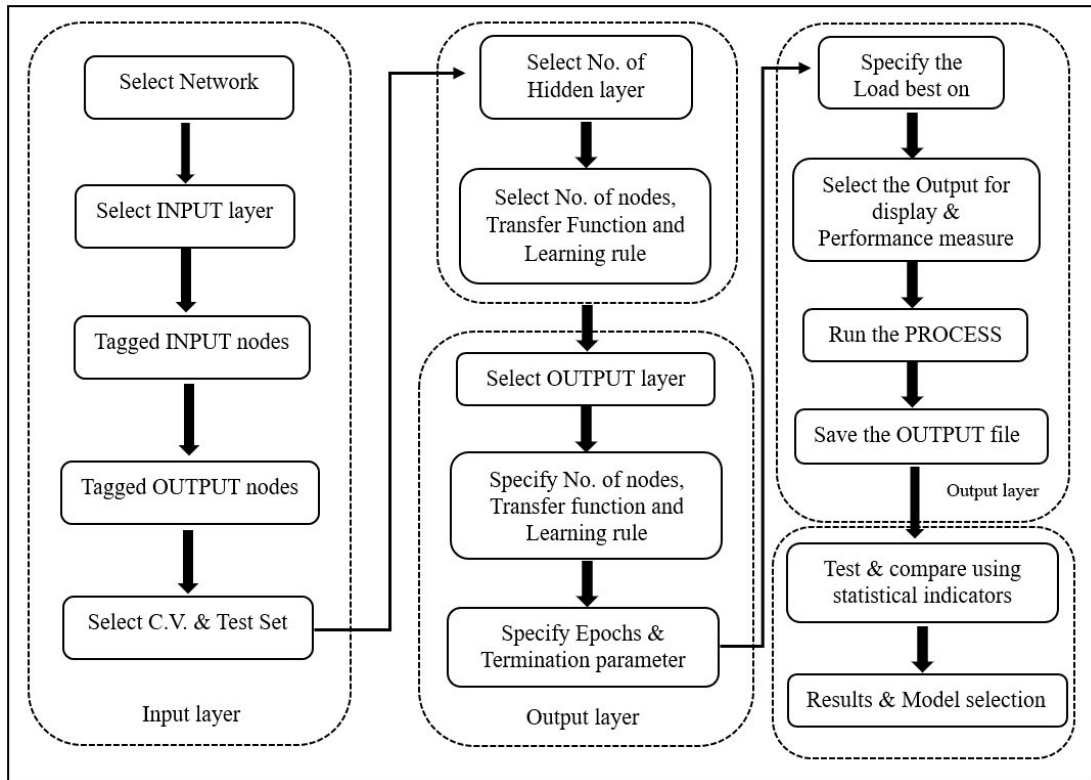 Select Network
Select INPUT layer
Tagged INPUT nodes
Tagged OUTPUT nodes
Select C.V. & Test Set
Input layer
Select No. of
Hidden layer
Select No. of nodes,
Transfer Function and
Learning rule
Select OUTPUT layer
Specify No. of nodes,
Transfer function and
Learning rule
Specify Epochs &
Termination parameter
Output layer
Specify the
Load best on
Select the Output for
display &
Performance measure
Run the PROCESS
Save the OUTPUT file
Output layer
Test & compare using
statistical indicators
Results & Model selection